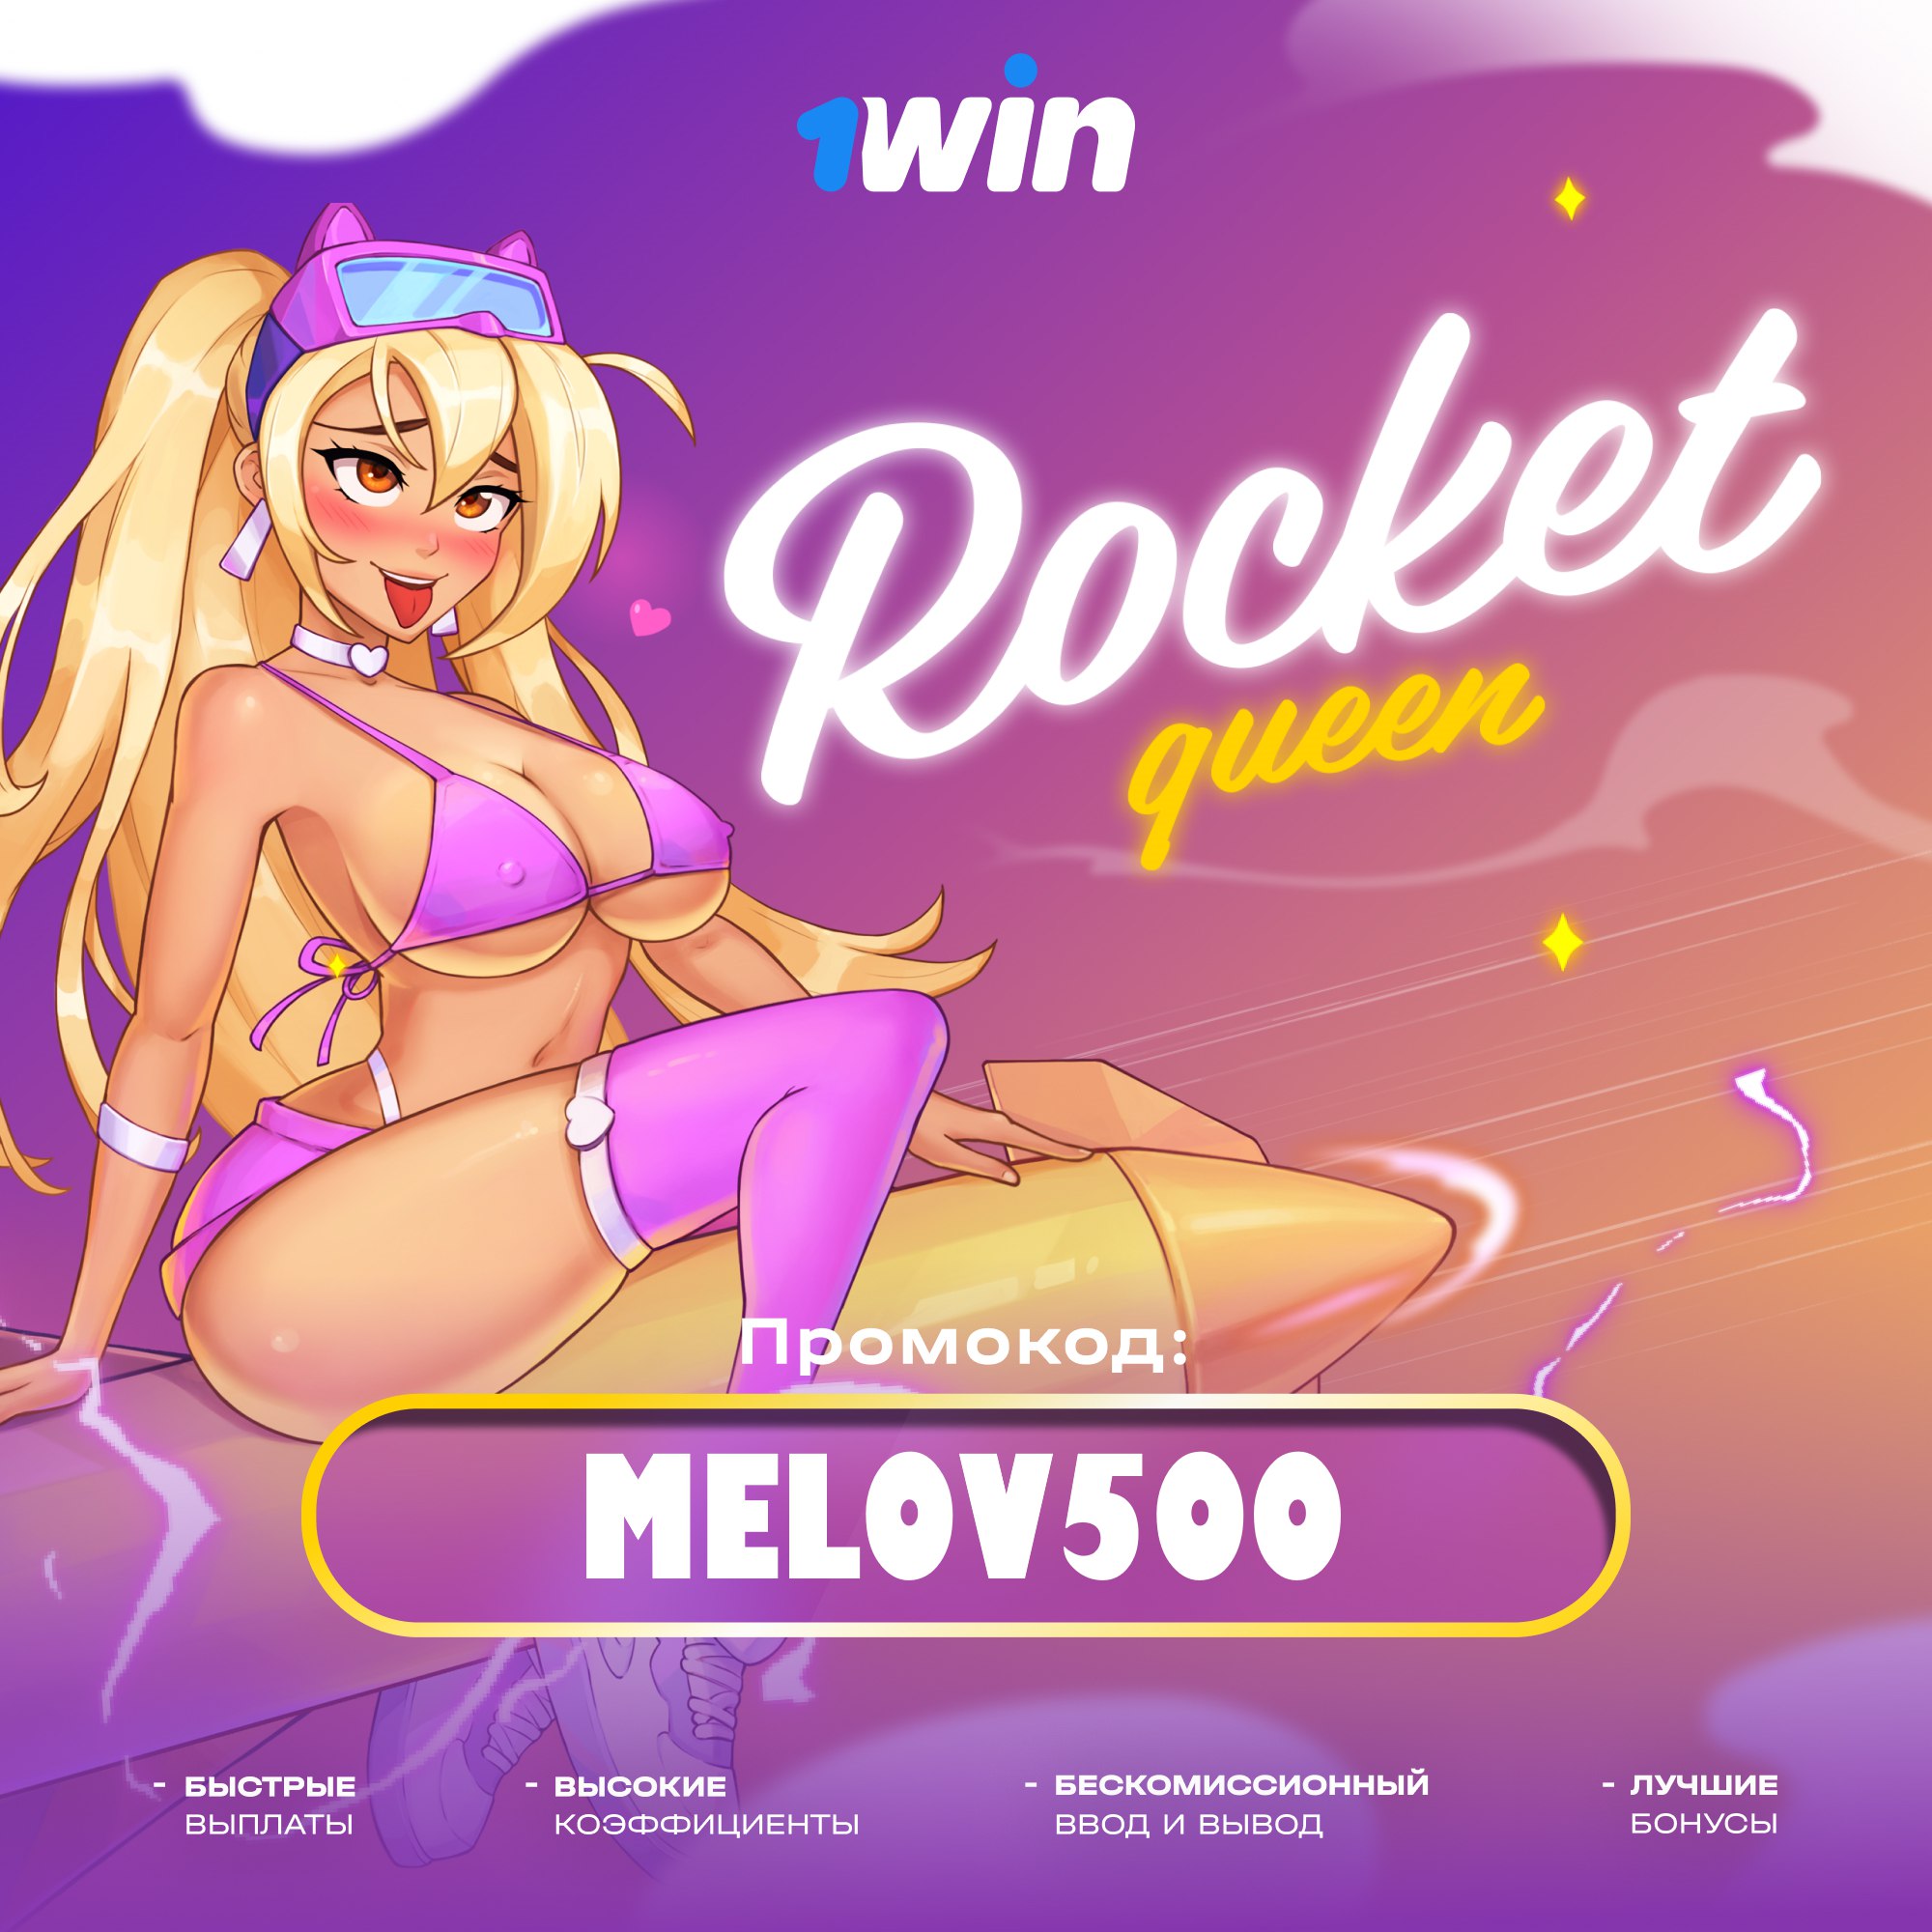 1win
Rocket
queen
Промокод:
MELOV500
- БЫСТРЫЕ
ВЫПЛАТЫ
- ВЫСОКИЕ
КОЭФФИЦИЕНТЫ
- БЕСКОМИССИОННЫЙ
ВВОД И ВЫВОД
- ЛУЧШИЕ
БОНУСЫ